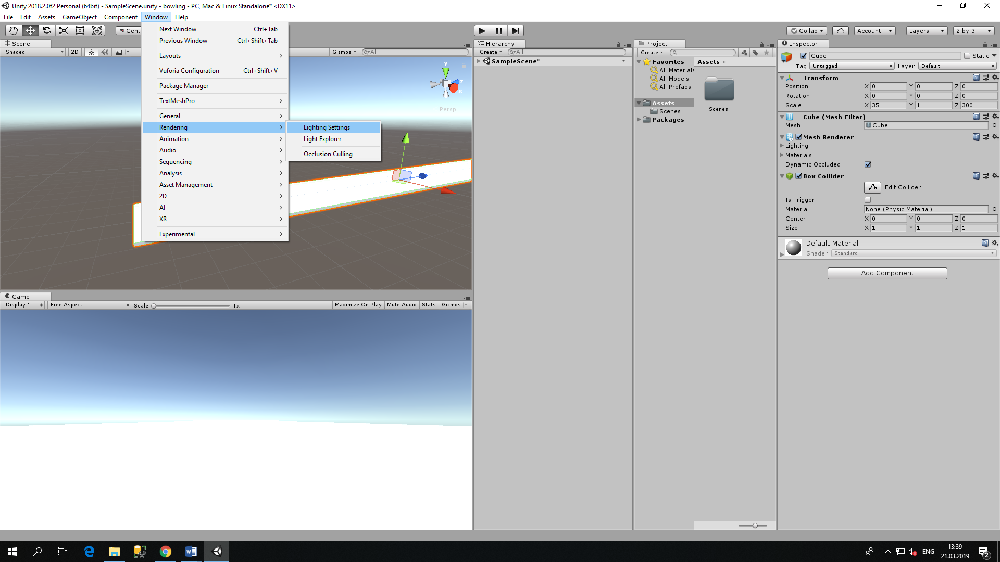 Unity 2018.2.0f2 Personal (64bit) - SampleScene.unity - bowling - PC, Mac & Linux Standalone* <DX11>
File Edit Assets GameObject Component Window Help
Cente
Collab Account Layers 2 by 3
Next Window Ctrl+Tab
Previous Window Ctrl+Shift+Tab
Layouts
Vuforia Configuration Ctrl+Shift+V
Package Manager
TextMeshPro
General
Rendering
Animation
Audio
Sequencing
Analysis
Asset Management
2D
AI
XR
Experimental
Lighting Settings
Light Explorer
Occlusion Culling
Scene
Shaded 2D Gizmos All
y
z
x
Persp
Game
Display 1 Free Aspect Scale 1x Maximize On Play Mute Audio Stats Gizmos
Hierarchy
Create All
SampleScene*
Project
Create
Favorites
All Materials
All Models
All Prefabs
Assets
Scenes
Packages
Assets
Scenes
Inspector
Cube Static
Tag Untagged Layer Default
Transform
Position X 0 Y 0 Z 0
Rotation X 0 Y 0 Z 0
Scale X 35 Y 1 Z 300
Cube (Mesh Filter)
Mesh Cube
Mesh Renderer
Lighting
Materials
Dynamic Occluded
Box Collider
Edit Collider
Is Trigger
Material None (Physic Material)
Center X 0 Y 0 Z 0
Size X 1 Y 1 Z 1
Default-Material
Shader Standard
Add Component
ENG
13:39
21.03.2019
2